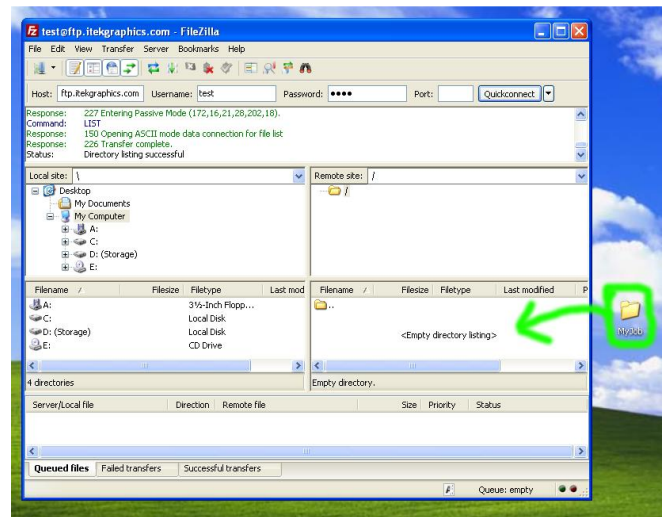 test@ftp.itekgraphics.com - FileZilla
File Edit View Transfer Server Bookmarks Help
Host: ftp.itekgraphics.com Username: test Password: ●●●● Port: Quickconnect
Response: 227 Entering Passive Mode (172,16,21,28,202,18).
Command: LIST
Response: 150 Opening ASCII mode data connection for file list
Response: 226 Transfer complete.
Status: Directory listing successful
Local site: \ Remote site: /
Desktop /
My Documents
My Computer
A:
C:
D: (Storage)
E:
Filename / Filesize Filetype Last mod Filename / Filesize Filetype Last modified P
A: 3½-Inch Flopp... ..
C: Local Disk
D: (Storage) Local Disk <Empty directory listing>
E: CD Drive
MyJob
4 directories Empty directory.
Server/Local file Direction Remote file Size Priority Status
Queued files Failed transfers Successful transfers
Queue: empty